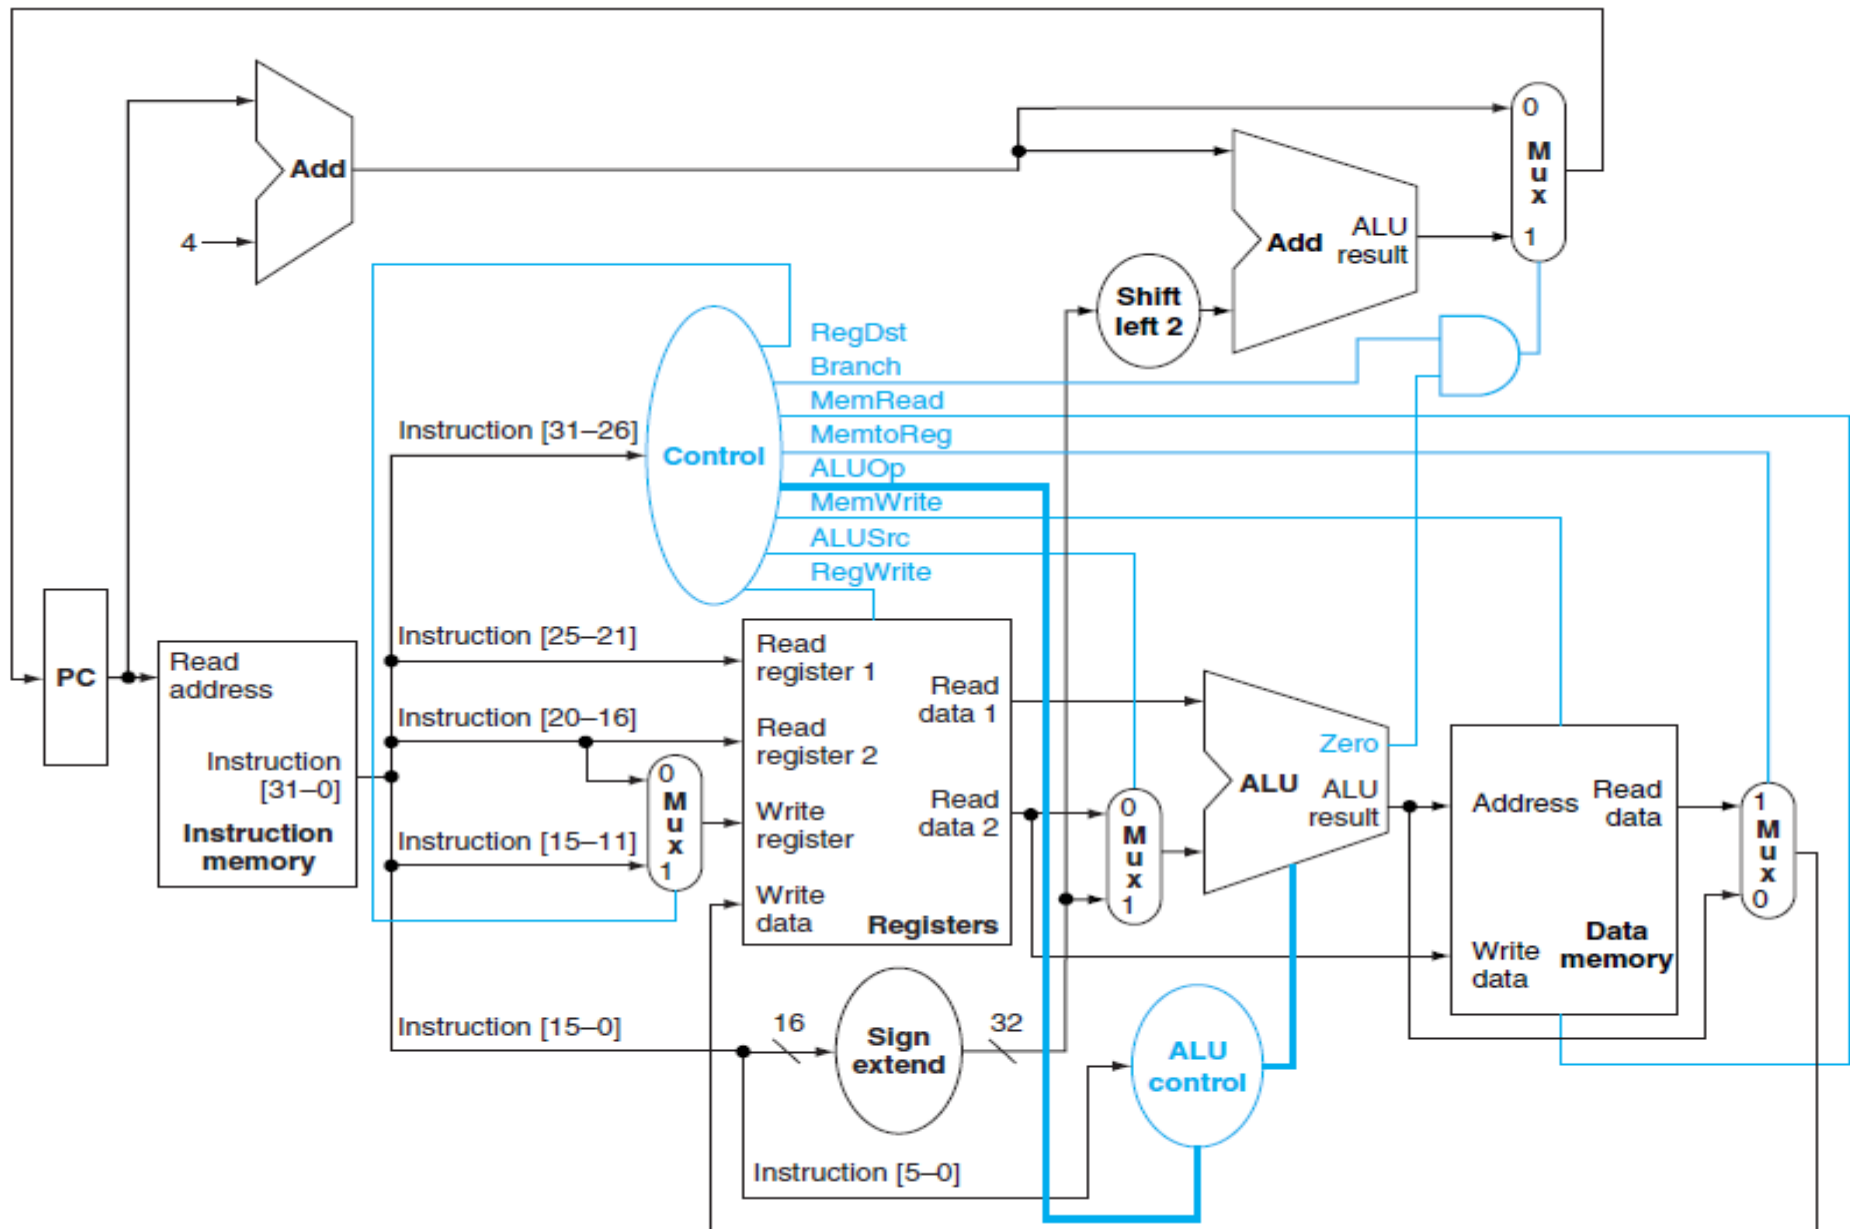 Add
4
0
M
u
x
1
Add
ALU
result
Shift
left 2
RegDst
Branch
MemRead
MemtoReg
ALUOp
MemWrite
ALUSrc
RegWrite
Control
Instruction [31–26]
Instruction [25–21]
Instruction [20–16]
Instruction [15–11]
Instruction [15–0]
Instruction [5–0]
PC
Read
address
Instruction
[31–0]
Instruction
memory
0
M
u
x
1
Read
register 1
Read
register 2
Write
register
Write
data
Read
data 1
Read
data 2
Registers
0
M
u
x
1
Zero
ALU
ALU
result
Address
Read
data
Write
data
Data
memory
1
M
u
x
0
16
Sign
extend
32
ALU
control